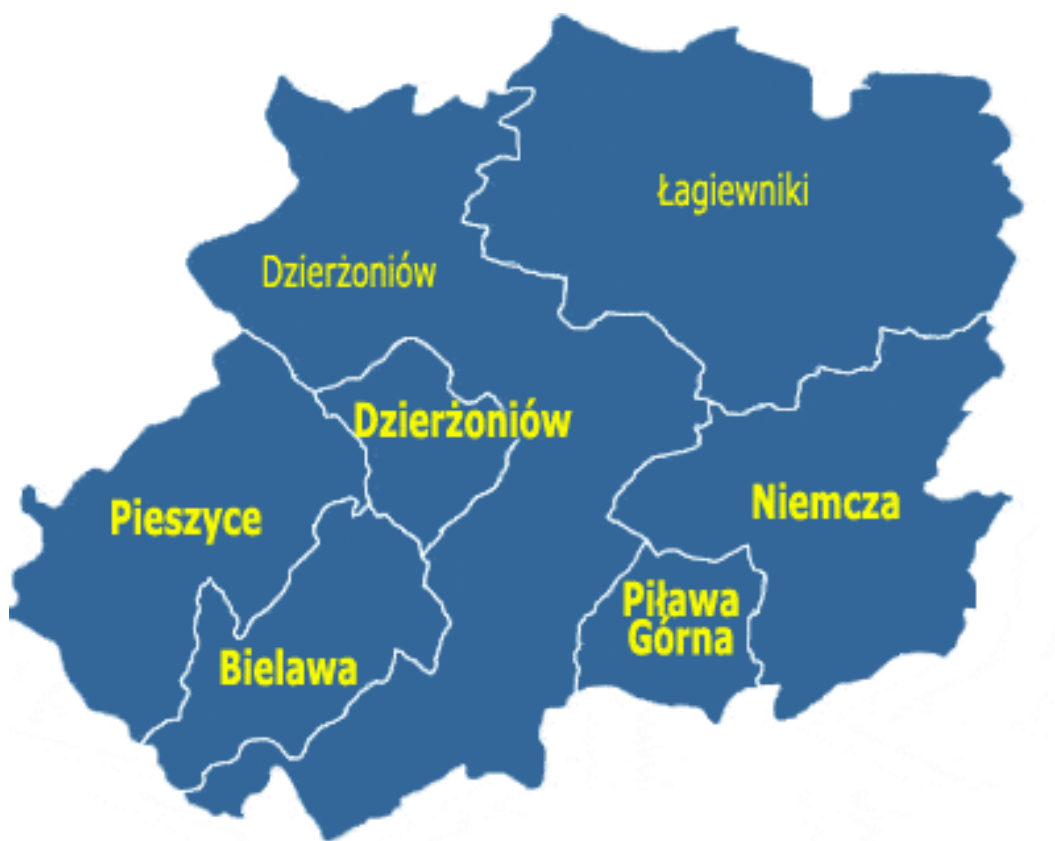 Łagiewniki
Dzierżoniów
Dzierżoniów
Niemcza
Pieszyce
Piława
Górna
Bielawa